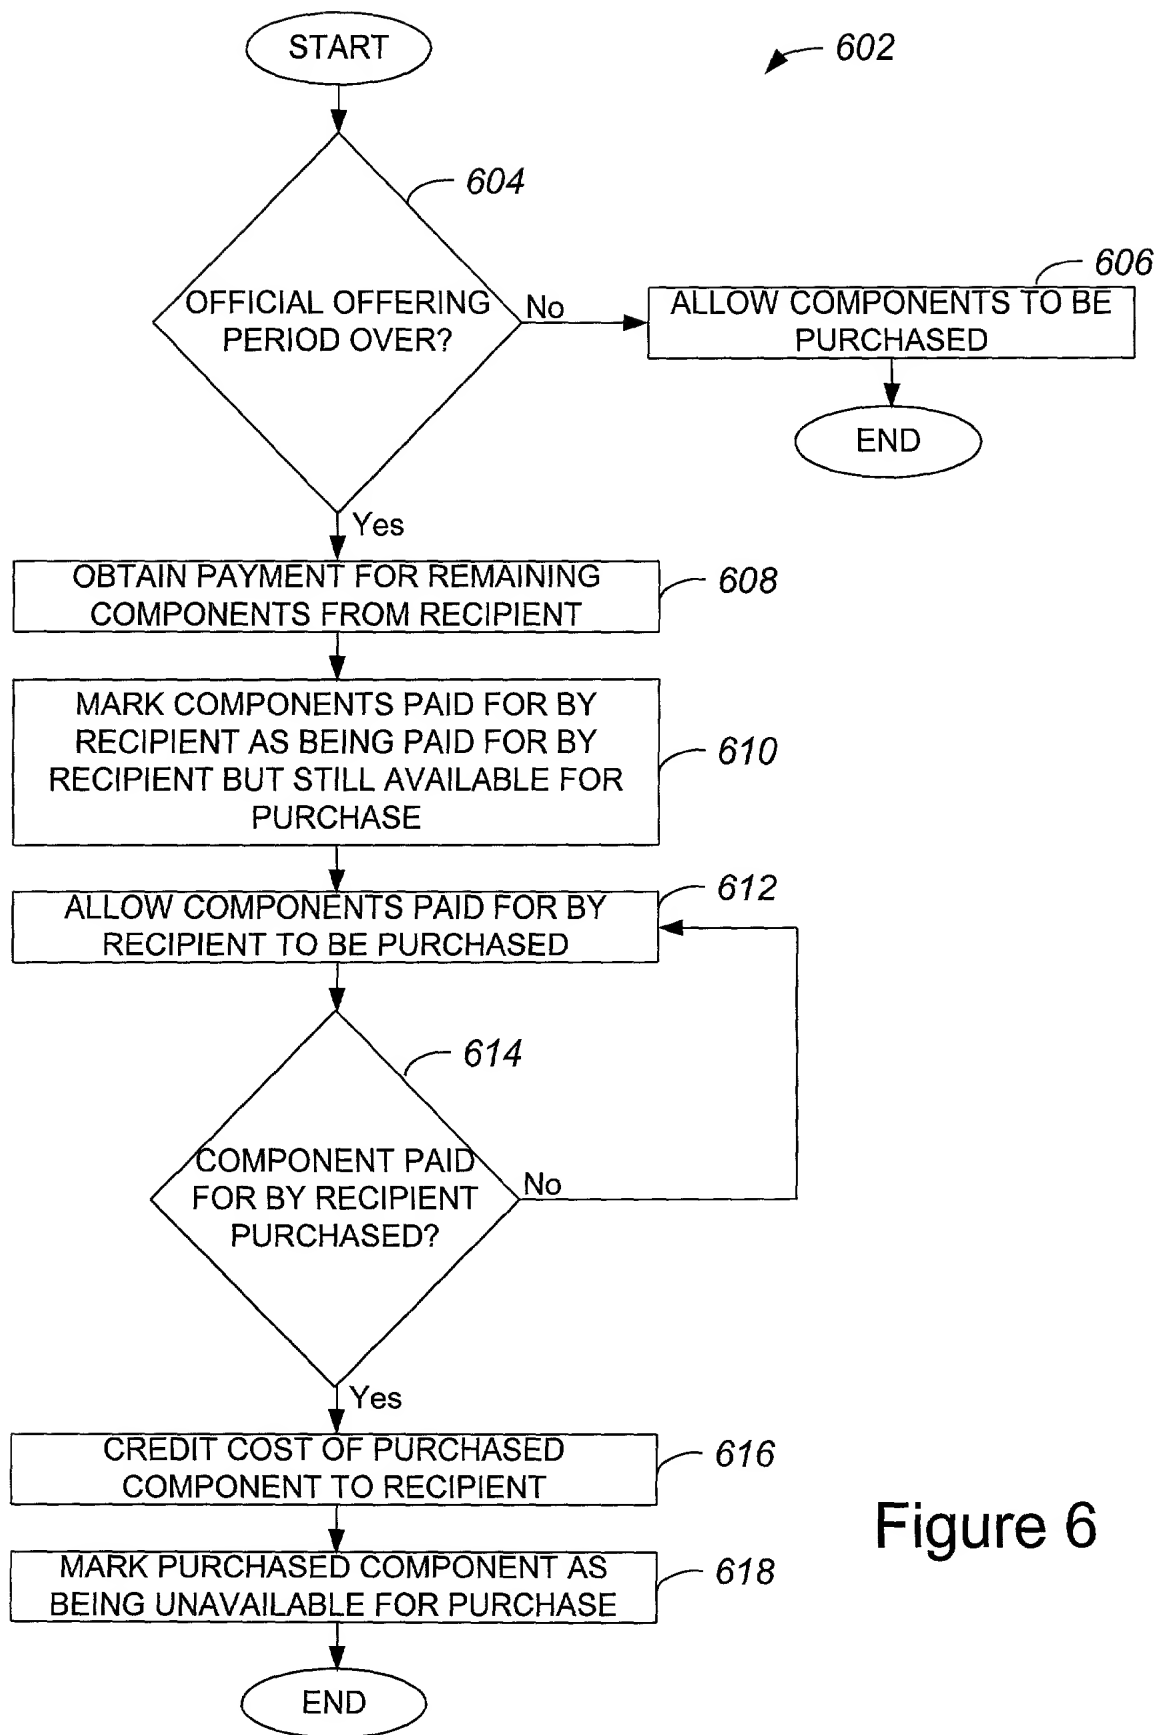 START
602
604
OFFICIAL OFFERING
PERIOD OVER?
No
606
ALLOW COMPONENTS TO BE
PURCHASED
END
Yes
OBTAIN PAYMENT FOR REMAINING
COMPONENTS FROM RECIPIENT
608
MARK COMPONENTS PAID FOR BY
RECIPIENT AS BEING PAID FOR BY
RECIPIENT BUT STILL AVAILABLE FOR
PURCHASE
610
ALLOW COMPONENTS PAID FOR BY
RECIPIENT TO BE PURCHASED
612
614
COMPONENT PAID
FOR BY RECIPIENT
PURCHASED?
No
Yes
CREDIT COST OF PURCHASED
COMPONENT TO RECIPIENT
616
MARK PURCHASED COMPONENT AS
BEING UNAVAILABLE FOR PURCHASE
618
END
Figure 6